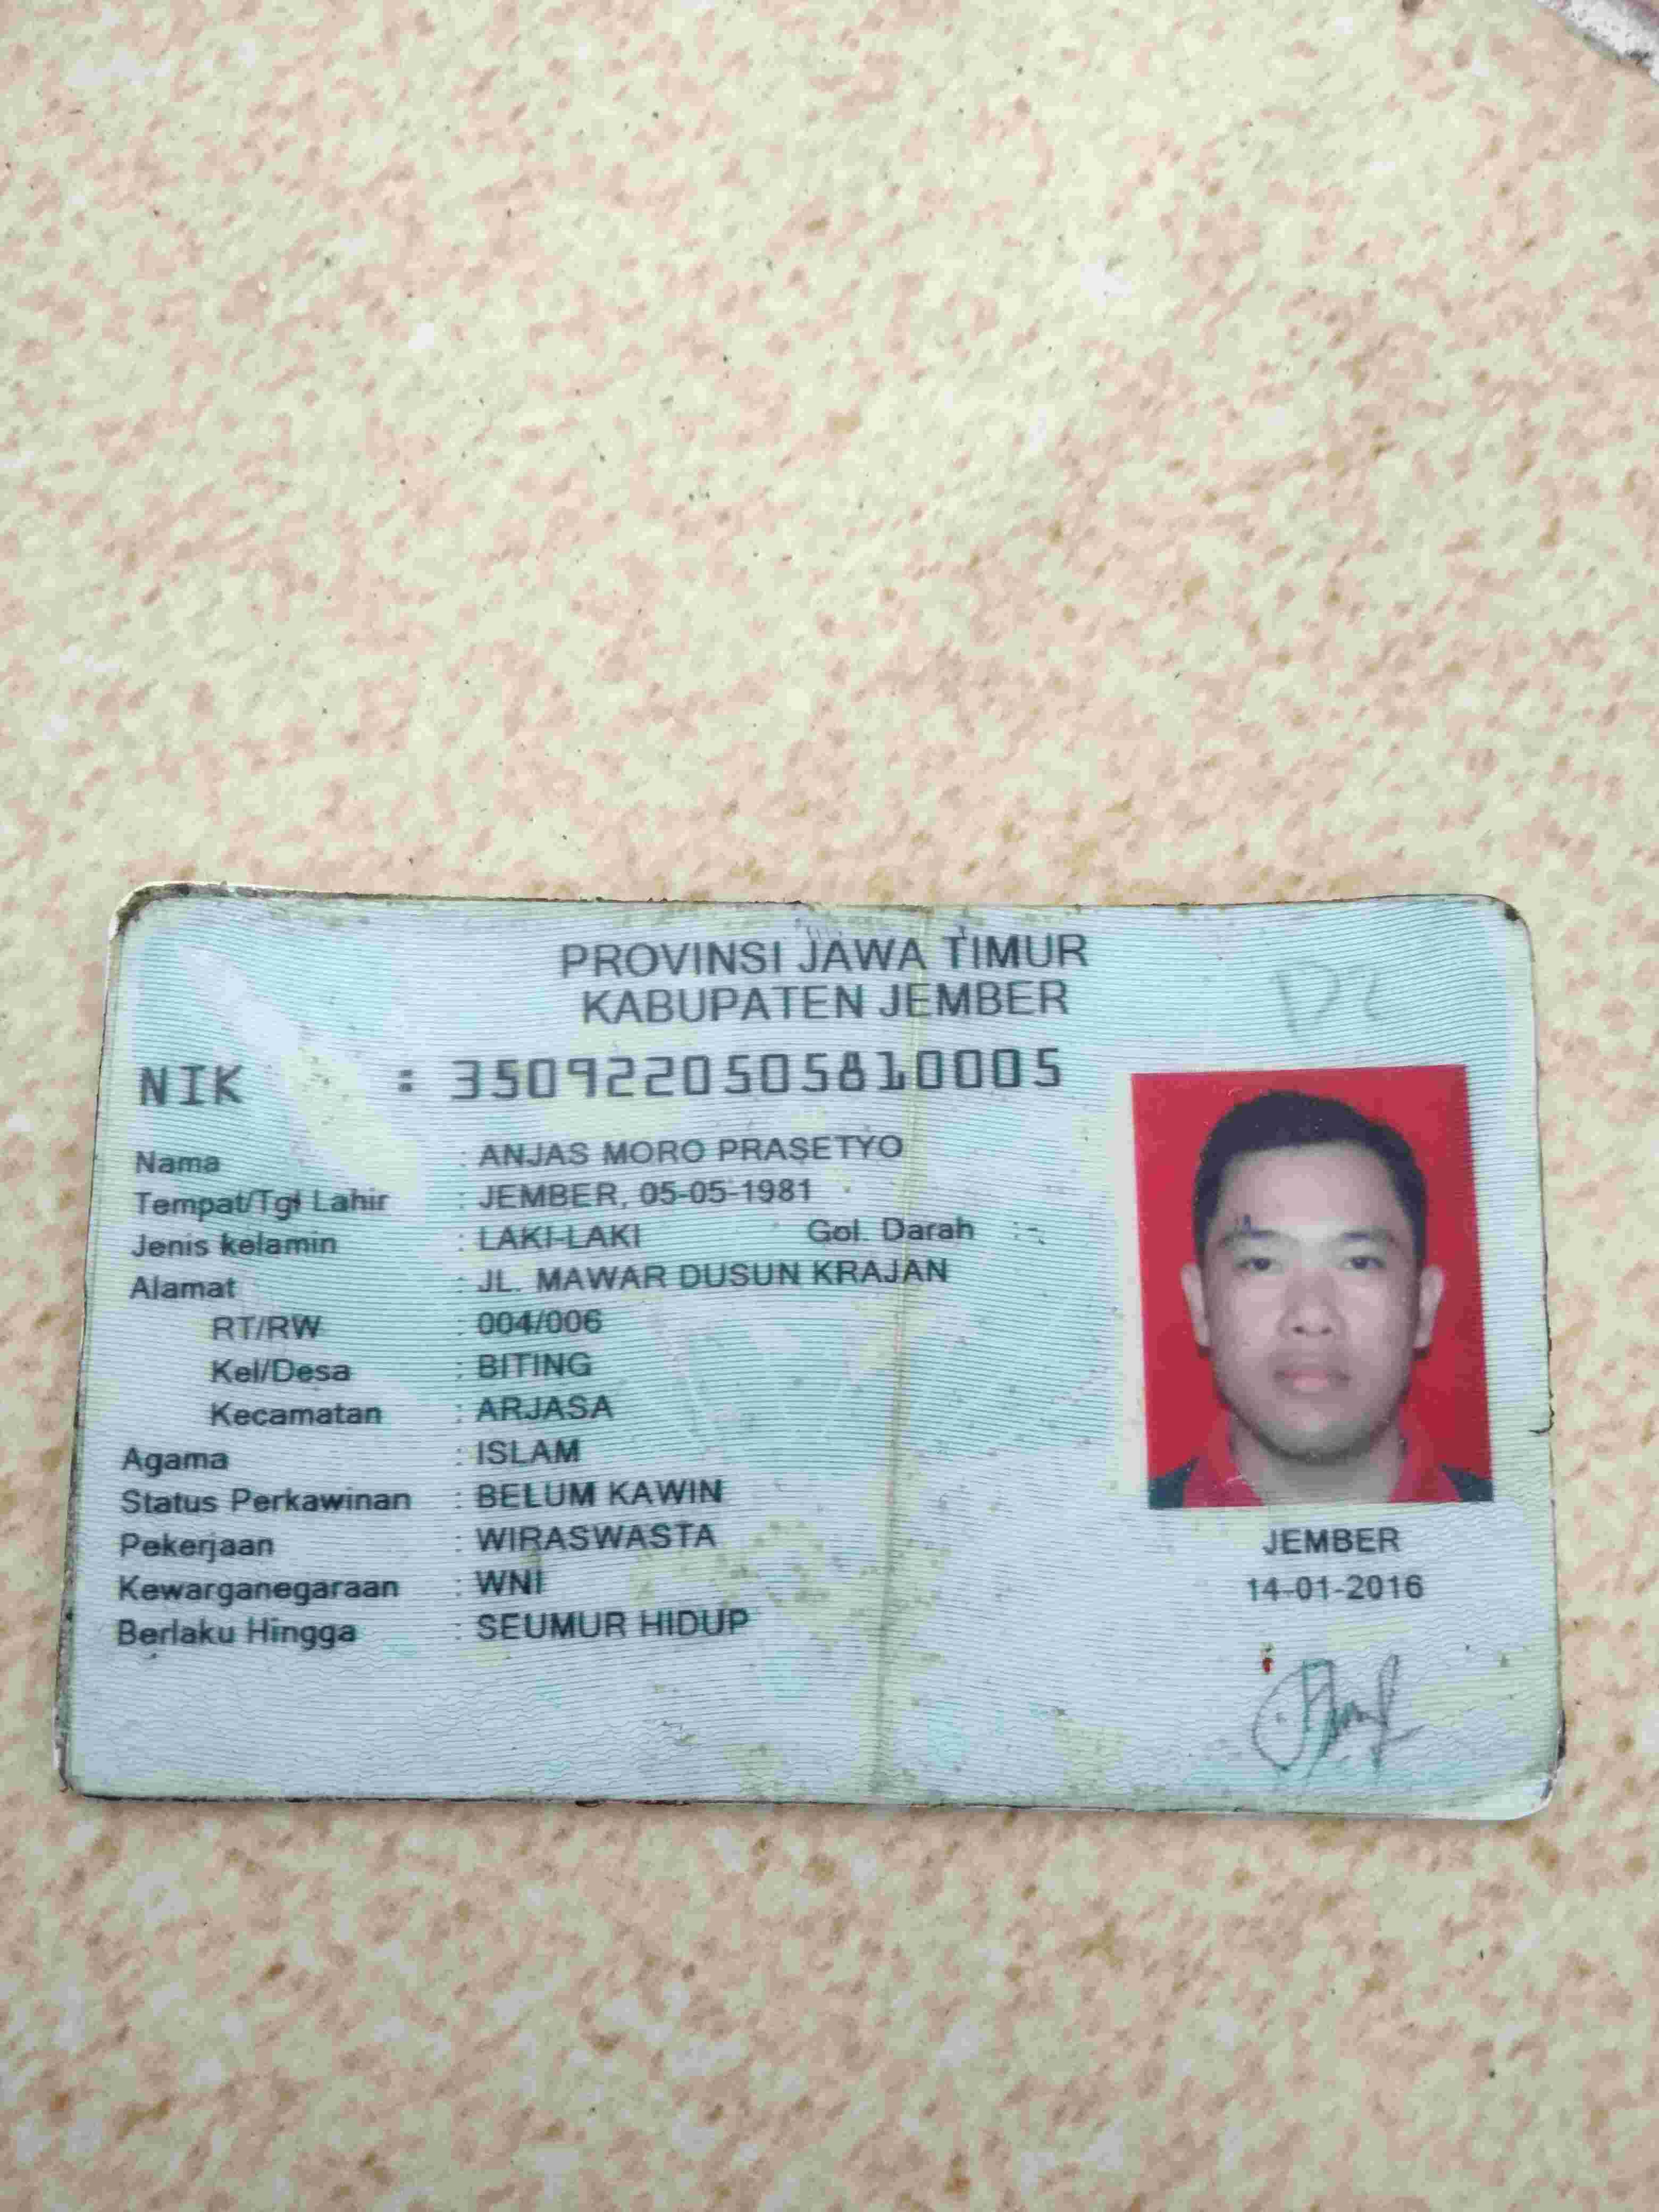 PROVINSI JAWA TIMUR
KABUPATEN JEMBER
NIK : 3509220505810005
Nama : ANJAS MORO PRASETYO
Tempat/Tgl Lahir : JEMBER, 05-05-1981
Jenis kelamin : LAKI-LAKI Gol. Darah : -
Alamat : JL. MAWAR DUSUN KRAJAN
RT/RW : 004/006
Kel/Desa : BITING
Kecamatan : ARJASA
Agama : ISLAM
Status Perkawinan : BELUM KAWIN
Pekerjaan : WIRASWASTA
Kewarganegaraan : WNI
Berlaku Hingga : SEUMUR HIDUP
JEMBER
14-01-2016